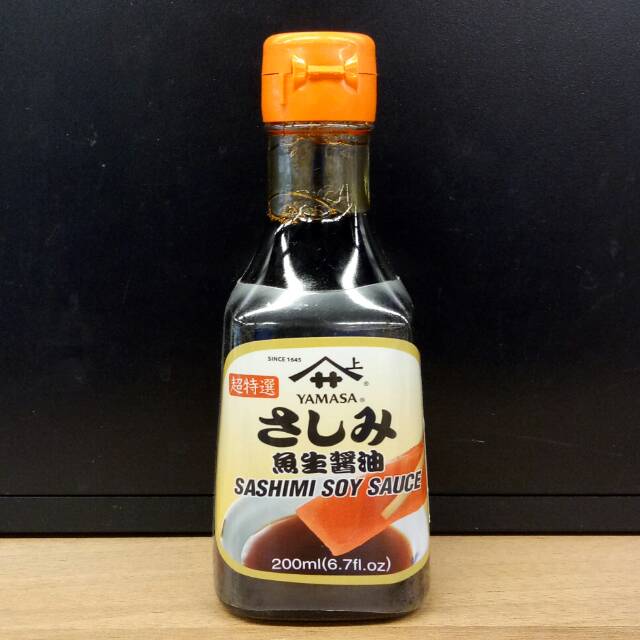 SINCE 1645
上
YAMASA®
超特選
さしみ
魚生醤油
SASHIMI SOY SAUCE
200ml(6.7fl.oz)